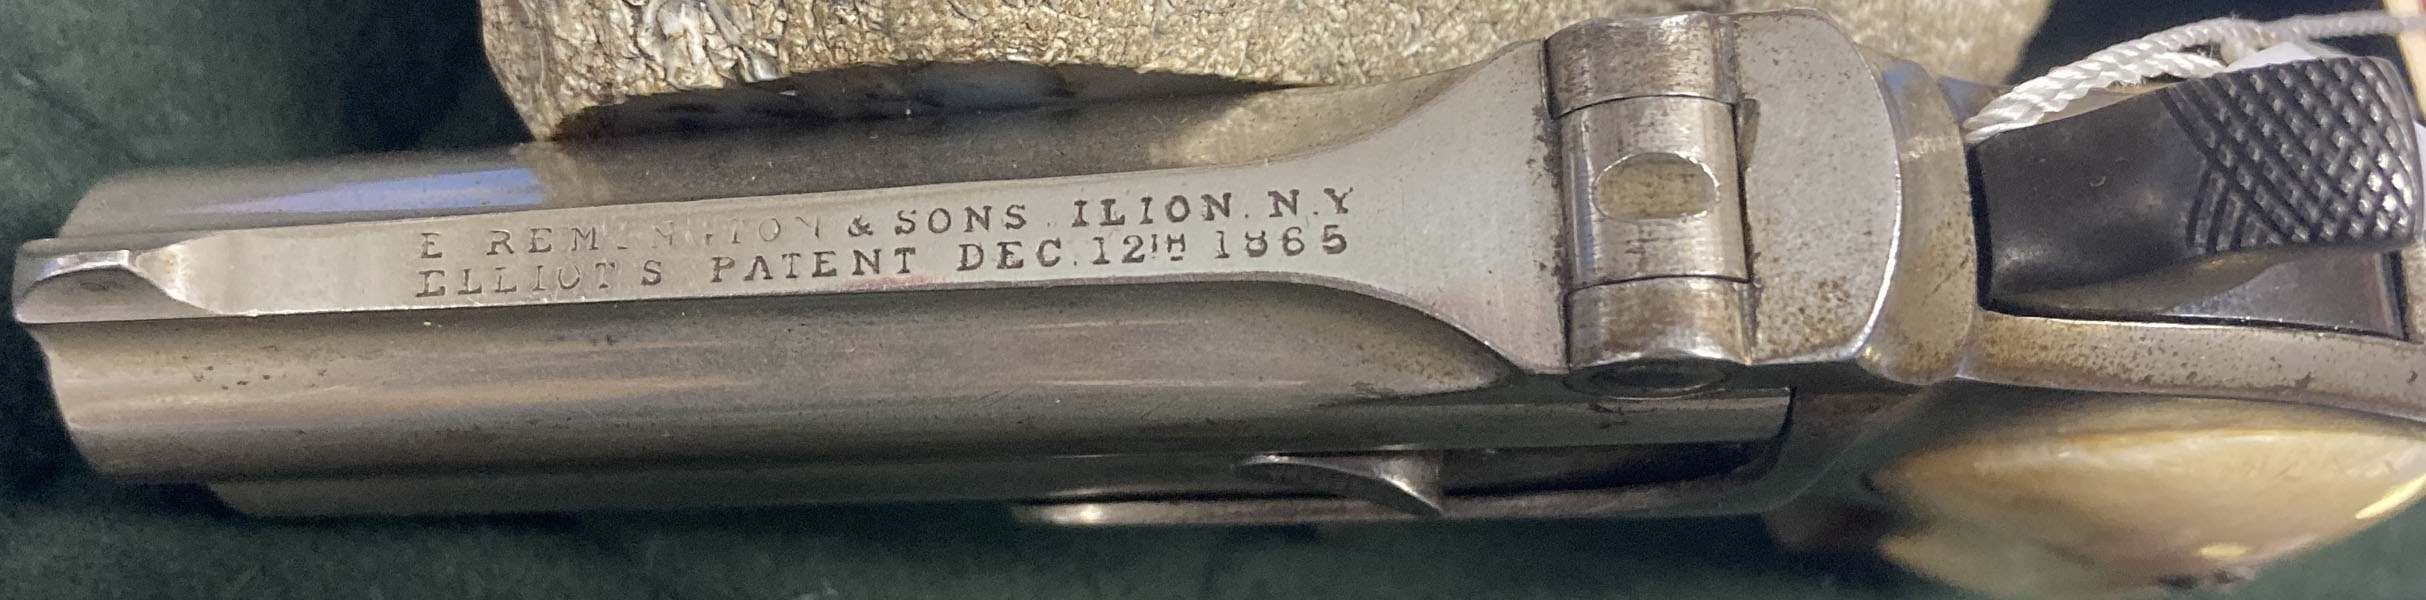 E REMINGTON & SONS. ILION. N.Y
ELLIOT'S PATENT DEC. 12TH 1865